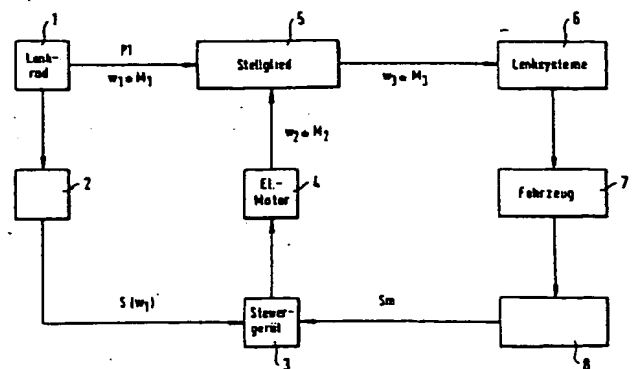 1
5
6
Lenk-
rad
P1
w1 * M1
Stellglied
w3 * M3
Lenksysteme
w2 * M2
2
El.-
Motor
4
Fahrzeug
7
S (w1)
Steuer-
gerät
3
Sm
8